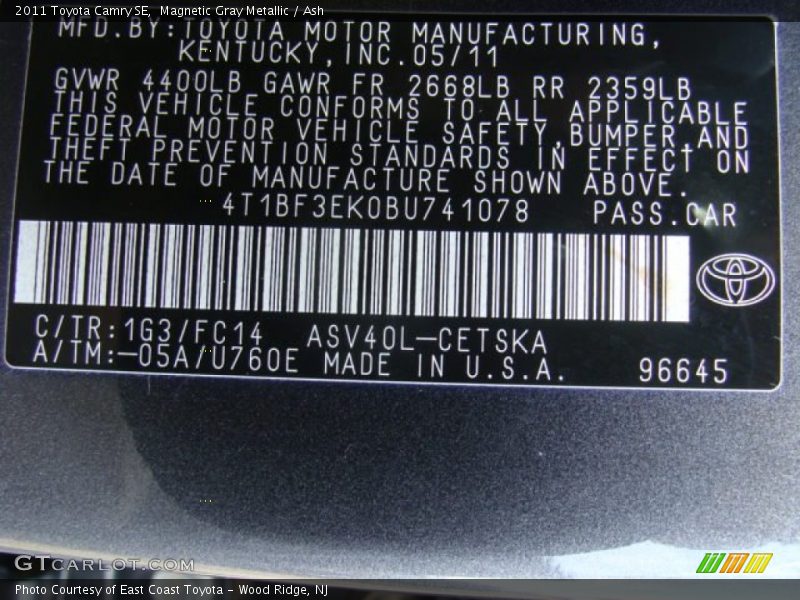 2011 Toyota Camry SE,  Magnetic Gray Metallic / Ash
MFD.BY:TOYOTA MOTOR MANUFACTURING,
KENTUCKY,INC.05/11
GVWR 4400LB GAWR FR 2668LB RR 2359LB
THIS VEHICLE CONFORMS TO ALL APPLICABLE
FEDERAL MOTOR VEHICLE SAFETY,BUMPER,AND
THEFT PREVENTION STANDARDS IN EFFECT ON
THE DATE OF MANUFACTURE SHOWN ABOVE.
4T1BF3EK0BU741078 PASS.CAR
C/TR:1G3/FC14 ASV40L-CETSKA
A/TM:-05A/U760E MADE IN U.S.A. 96645
GTCARLOT.COM
Photo Courtesy of East Coast Toyota - Wood Ridge, NJ